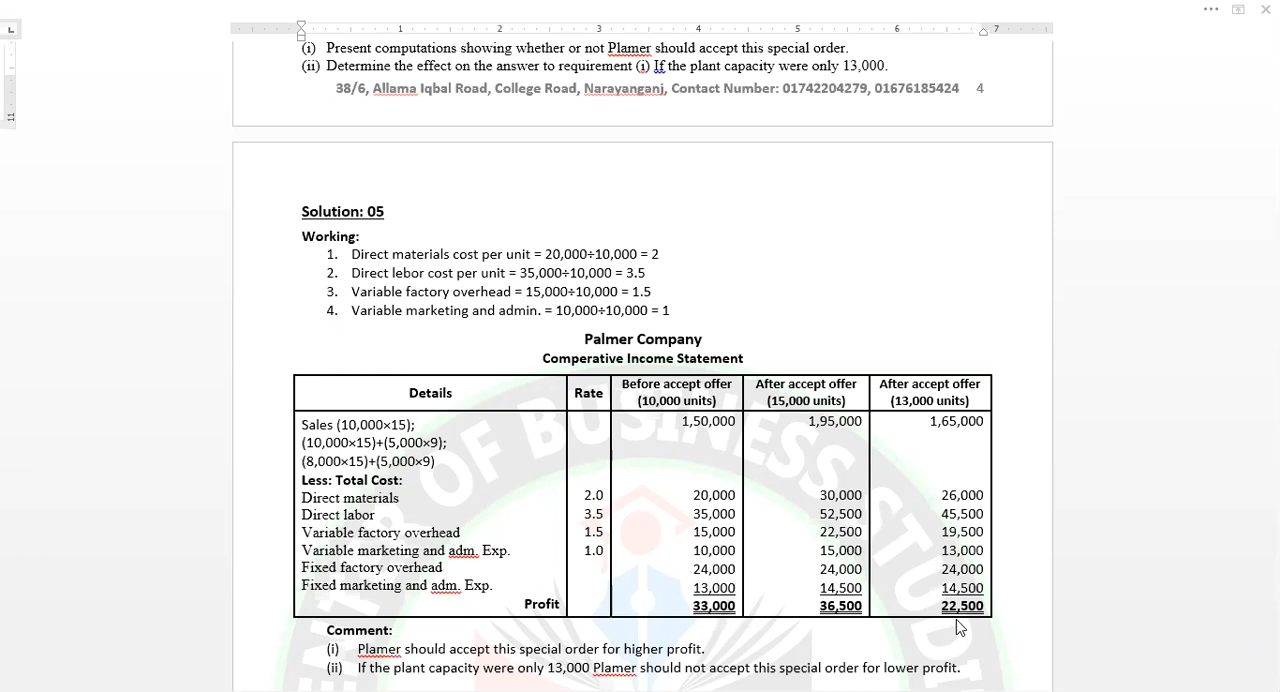 1 2 3 4 5 6 7
(i) Present computations showing whether or not Plamer should accept this special order.
(ii) Determine the effect on the answer to requirement (i) If the plant capacity were only 13,000.
38/6, Allama Iqbal Road, College Road, Narayanganj, Contact Number: 01742204279, 01676185424 4
11
Solution: 05
Working:
1. Direct materials cost per unit = 20,000÷10,000 = 2
2. Direct lebor cost per unit = 35,000÷10,000 = 3.5
3. Variable factory overhead = 15,000÷10,000 = 1.5
4. Variable marketing and admin. = 10,000÷10,000 = 1
Palmer Company
Comperative Income Statement
Details Rate Before accept offer (10,000 units) After accept offer (15,000 units) After accept offer (13,000 units)
Sales (10,000×15); 1,50,000 1,95,000 1,65,000
(10,000×15)+(5,000×9);
(8,000×15)+(5,000×9)
Less: Total Cost:
Direct materials 2.0 20,000 30,000 26,000
Direct labor 3.5 35,000 52,500 45,500
Variable factory overhead 1.5 15,000 22,500 19,500
Variable marketing and adm. Exp. 1.0 10,000 15,000 13,000
Fixed factory overhead 24,000 24,000 24,000
Fixed marketing and adm. Exp. 13,000 14,500 14,500
Profit 33,000 36,500 22,500
Comment:
(i) Plamer should accept this special order for higher profit.
(ii) If the plant capacity were only 13,000 Plamer should not accept this special order for lower profit.
OF BUSINESS STUDI